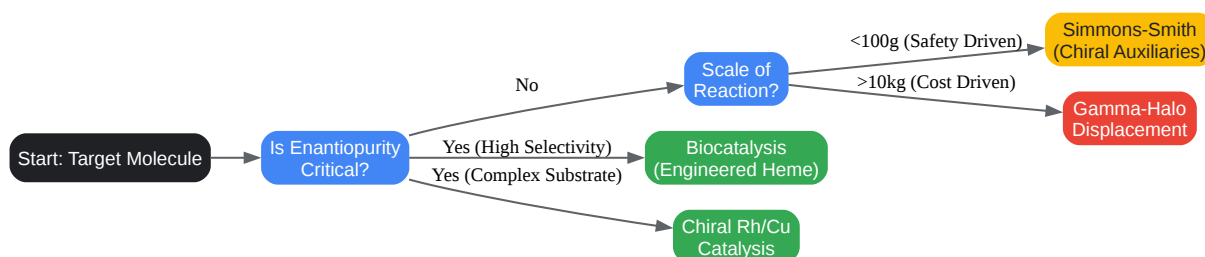 Start: Target Molecule
Is Enantiopurity
Critical?
No
Yes (High Selectivity)
Yes (Complex Substrate)
Scale of
Reaction?
<100g (Safety Driven)
>10kg (Cost Driven)
Simmons-Smith
(Chiral Auxiliaries)
Gamma-Halo
Displacement
Biocatalysis
(Engineered Heme)
Chiral Rh/Cu
Catalysis